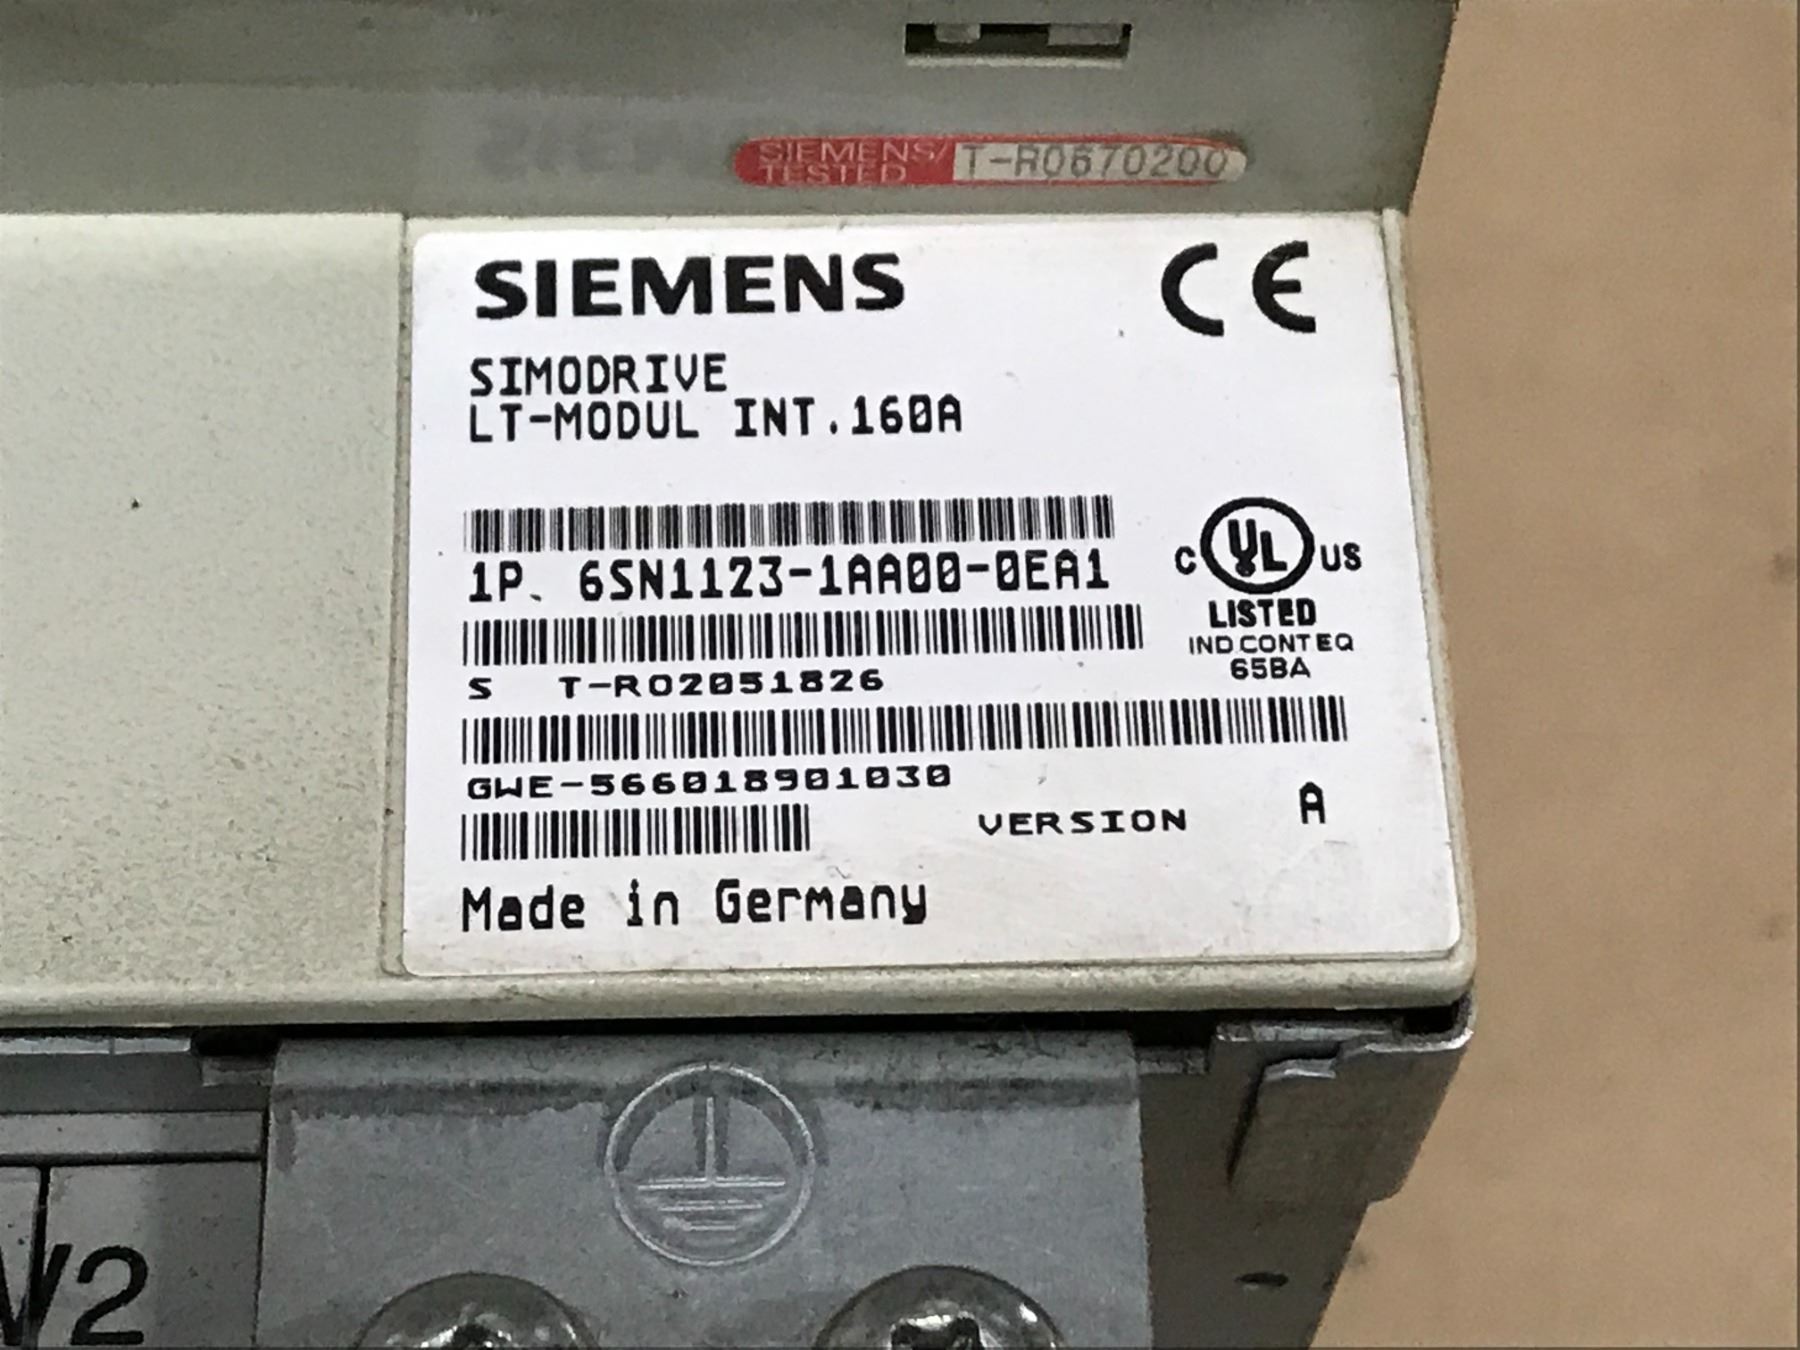 SIEMENS/ T-R0670200
TESTED
SIEMENS CE
SIMODRIVE
LT-MODUL INT.160A
1P. 6SN1123-1AA00-0EA1
C UL US
LISTED
IND.CONT.EQ
65BA
S T-R02051826
GWE-566018901030
VERSION A
Made in Germany
V2